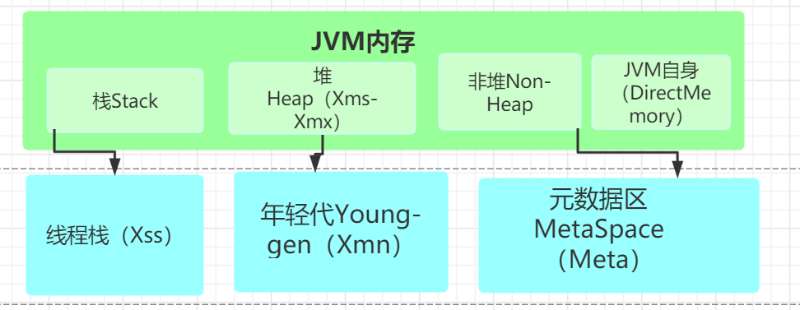 JVM内存
栈Stack
堆
Heap（Xms-
Xmx）
非堆Non-
Heap
JVM自身
（DirectMe
mory）
线程栈（Xss）
年轻代Young-
gen（Xmn）
元数据区
MetaSpace
（Meta）